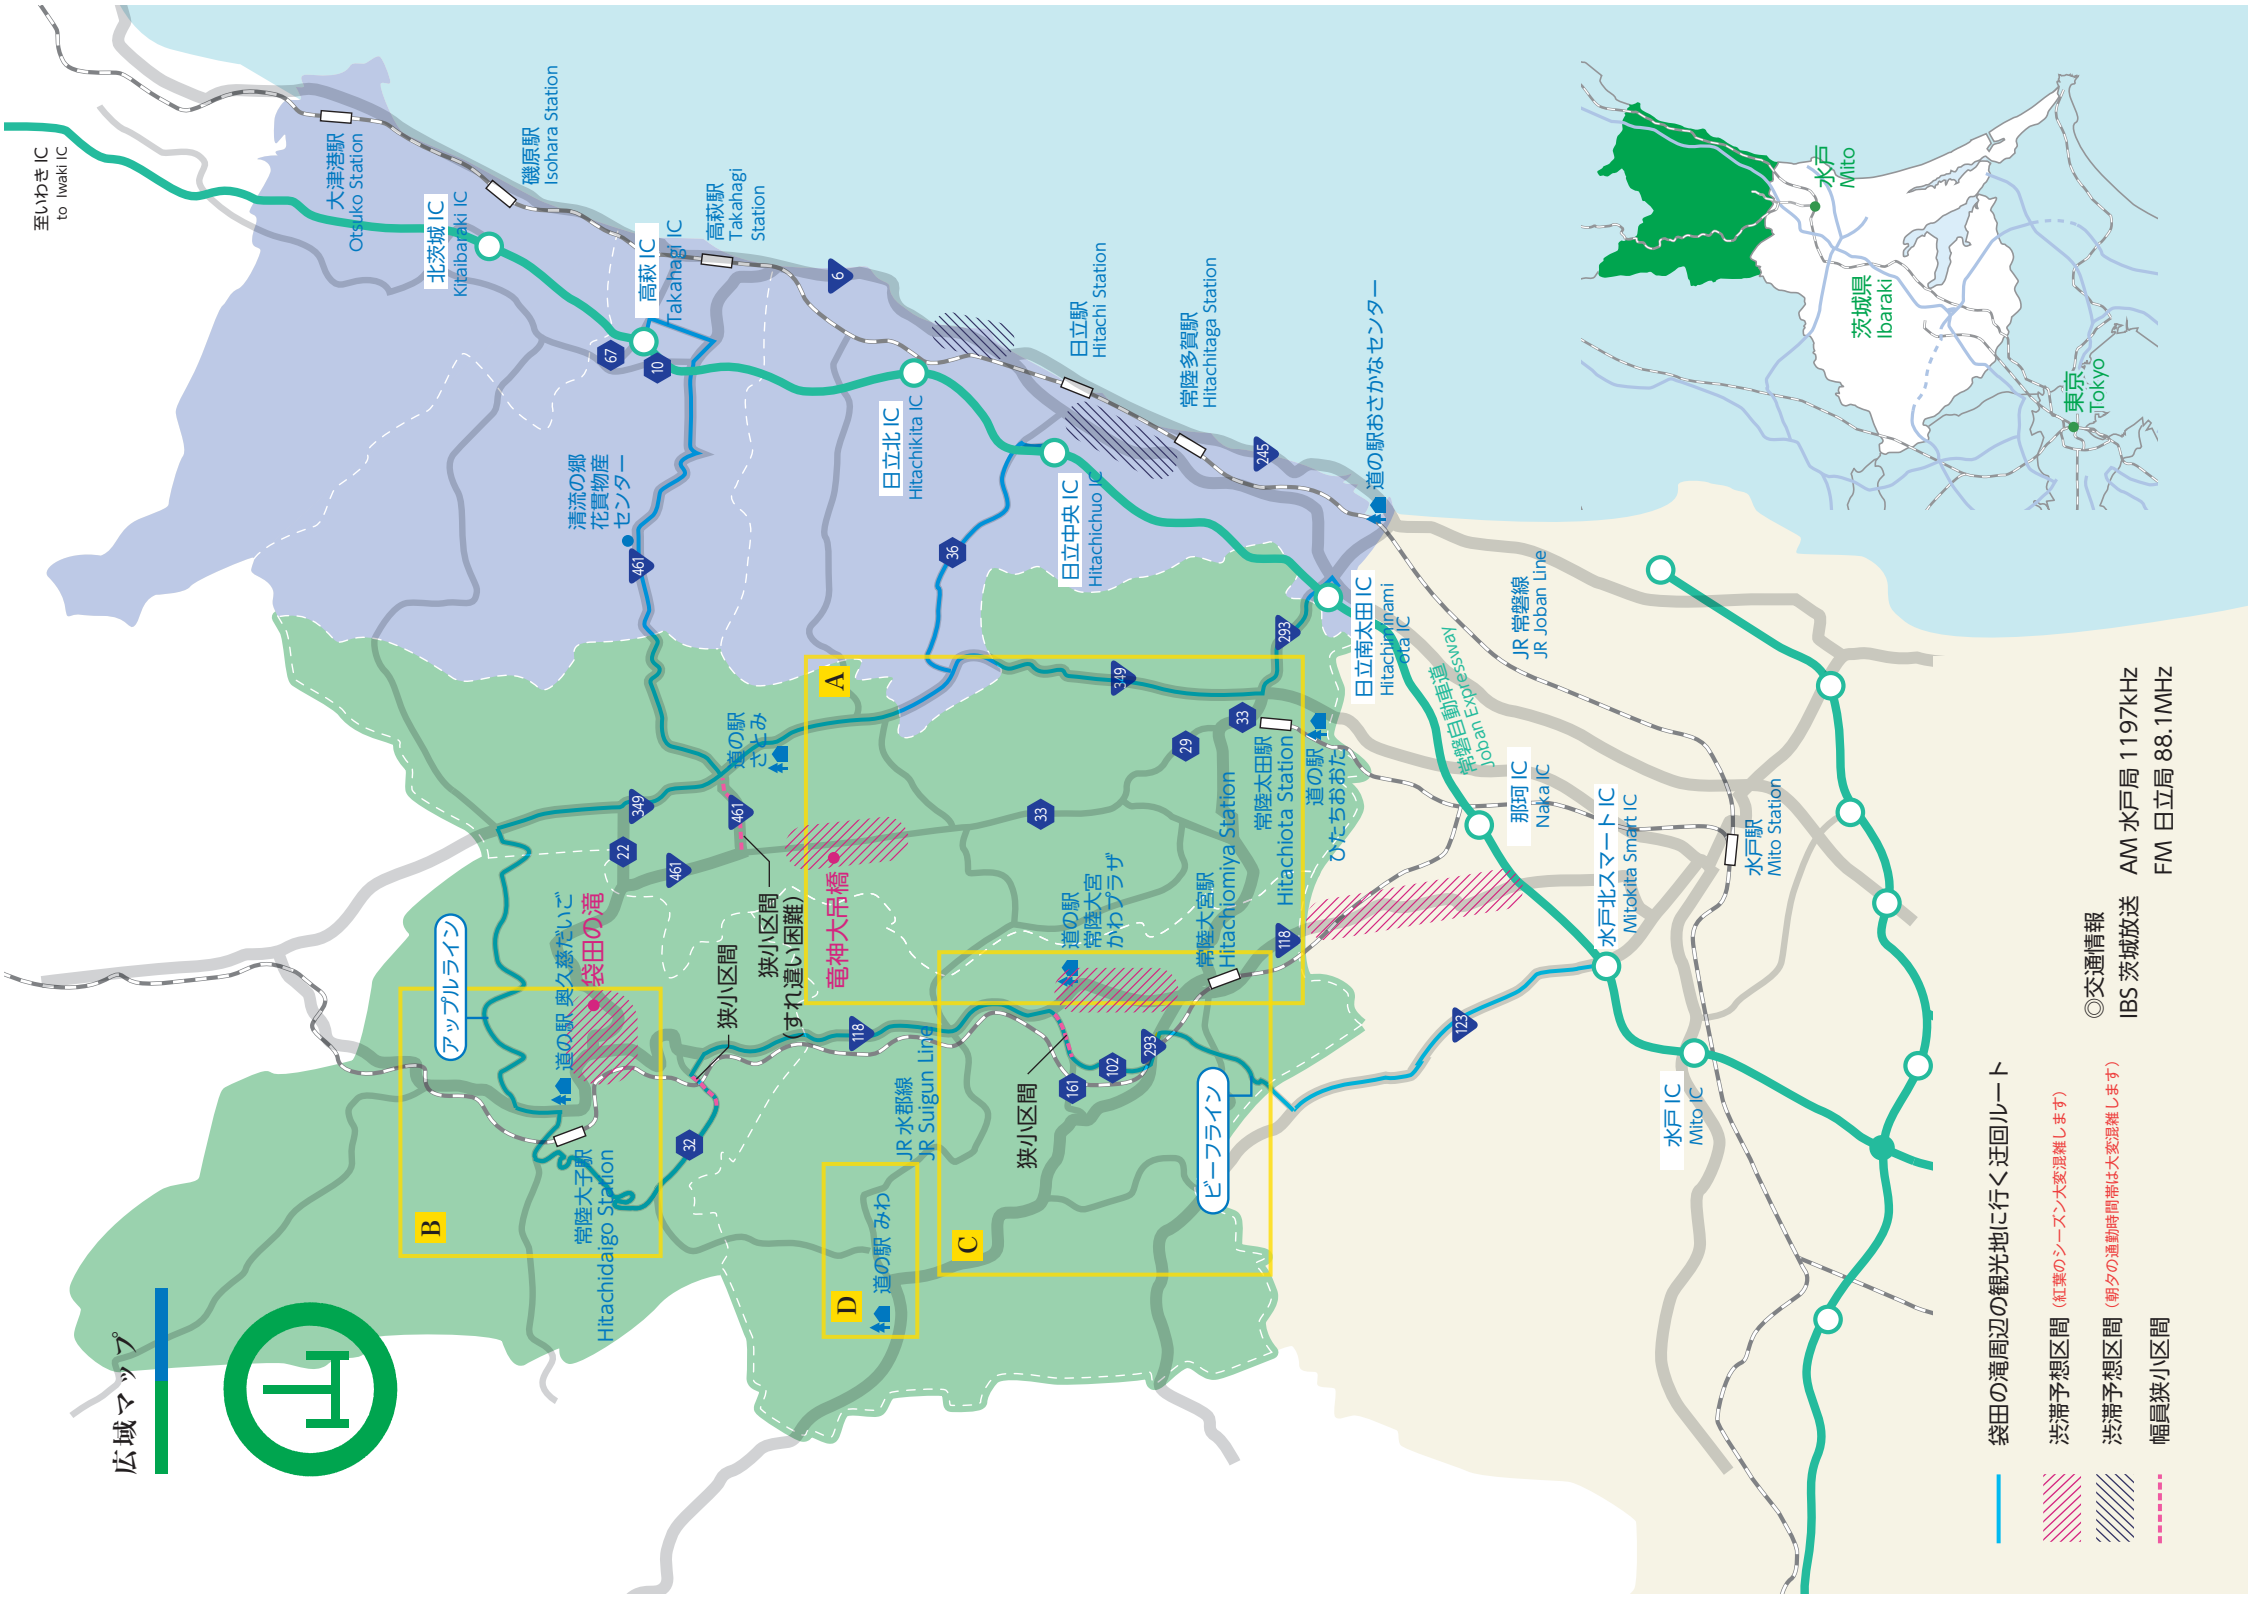 広域マップ
至いわき IC
to Iwaki IC
大津港駅
Otsuko Station
北茨城 IC
Kitaibaraki IC
磯原駅
Isohara Station
高萩 IC
Takahagi IC
高萩駅
Takahagi
Station
67
10
6
清流の郷
花貫物産
センター
461
日立北 IC
Hitachikita IC
日立駅
Hitachi Station
日立中央 IC
Hitachichuo IC
常陸多賀駅
Hitachitaga Station
36
245
道の駅おさかなセンター
293
日立南太田 IC
Hitachiminami
ota IC
常磐自動車道
Joban Expressway
JR 常磐線
JR Joban Line
A
349
道の駅
さとみ
349
22
461
461
33
29
33
常陸太田駅
Hitachiota Station
道の駅
ひたちおおた
那珂 IC
Naka IC
アップルライン
道の駅 奥久慈だいご
袋田の滝
狭小区間
狭小区間
(すれ違い困難)
竜神大吊橋
道の駅
常陸大宮
かわプラザ
常陸大宮駅
Hitachiomiya Station
118
118
水戸北スマート IC
Mitokita Smart IC
水戸駅
Mito Station
B
常陸大子駅
Hitachidaigo Station
32
JR 水郡線
JR Suigun Line
狭小区間
161
102
293
123
ビーフライン
水戸 IC
Mito IC
C
D
道の駅 みわ
水戸
Mito
茨城県
Ibaraki
東京
Tokyo
◎交通情報
IBS 茨城放送 AM 水戸局 1197kHz
FM 日立局 88.1MHz
袋田の滝周辺の観光地に行く迂回ルート
渋滞予想区間(紅葉のシーズン大変混雑します)
渋滞予想区間(朝夕の通勤時間帯は大変混雑します)
幅員狭小区間